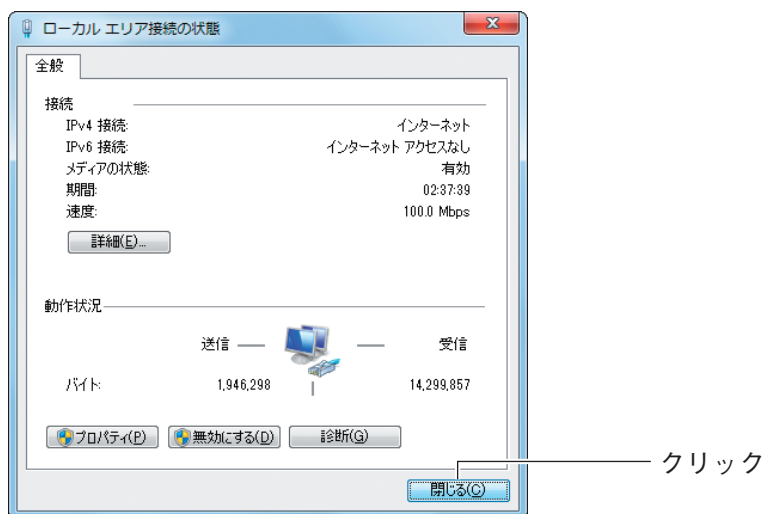 ローカル エリア接続の状態
全般
接続
IPv4 接続: インターネット
IPv6 接続: インターネット アクセスなし
メディアの状態: 有効
期間: 02:37:39
速度: 100.0 Mbps
詳細(E)...
動作状況
送信 受信
バイト: 1,946,298 14,299,857
プロパティ(P) 無効にする(D) 診断(G)
閉じる(C) クリック